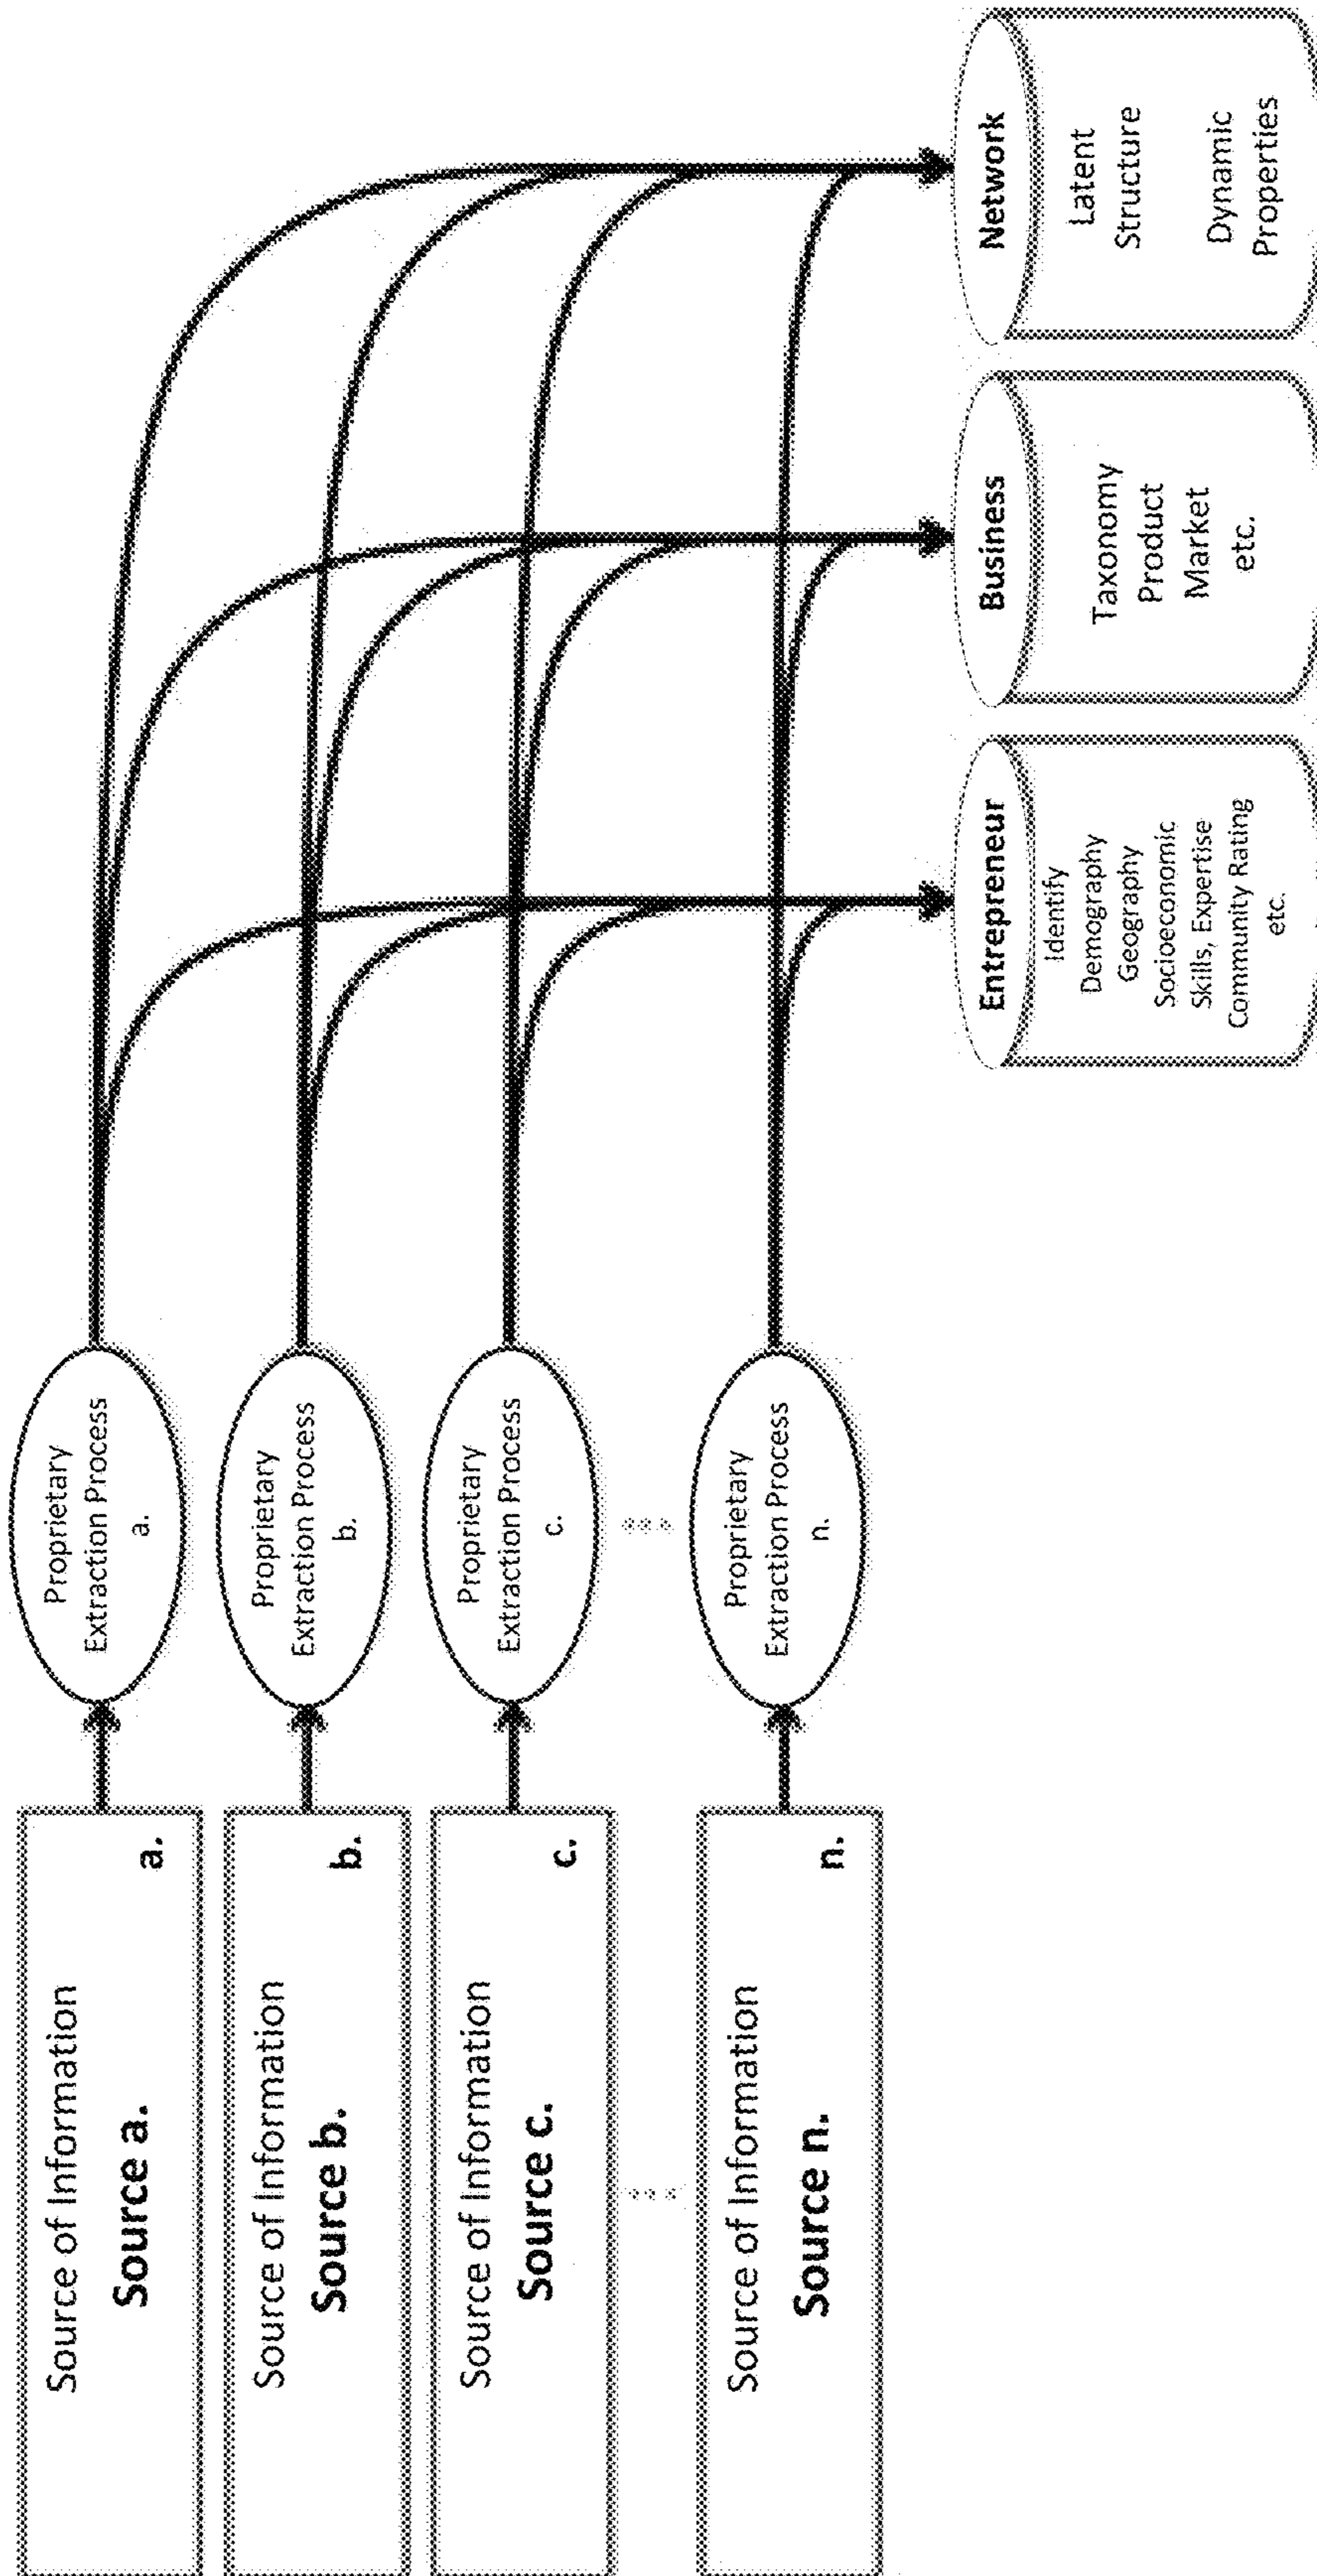 Source of Information
Source a.
a.
Proprietary
Extraction Process
a.
Source of Information
Source b.
b.
Proprietary
Extraction Process
b.
Source of Information
Source c.
c.
Proprietary
Extraction Process
c.
Source of Information
Source n.
n.
Proprietary
Extraction Process
n.
Entrepreneur
Identify
Demography
Geography
Socioeconomic
Skills, Expertise
Community Rating
etc.
Business
Taxonomy
Product
Market
etc.
Network
Latent
Structure
Dynamic
Properties